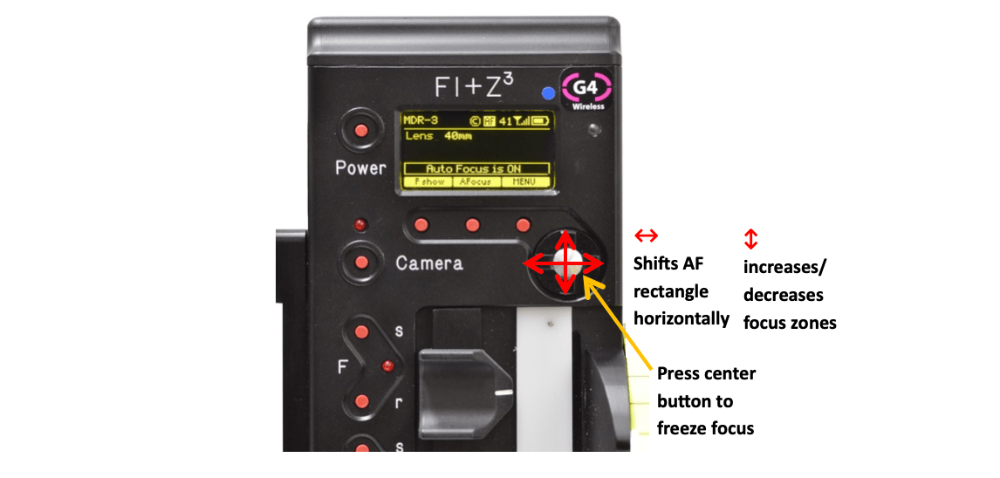 FI+Z³
G4
Wireless
MDR-3 © AF 41
Lens 40mm
Auto Focus is ON
F show AFocus MENU
Power
Camera
Shifts AF
rectangle
horizontally
increases/
decreases
focus zones
s
F
r
s
Press center
button to
freeze focus